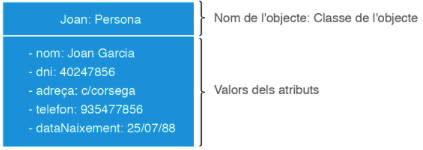 Joan: Persona
Nom de l'objecte: Classe de l'objecte
- nom: Joan Garcia
- dni: 40247856
- adreça: c/corsega
- telefon: 935477856
- dataNaixement: 25/07/88
Valors dels atributs